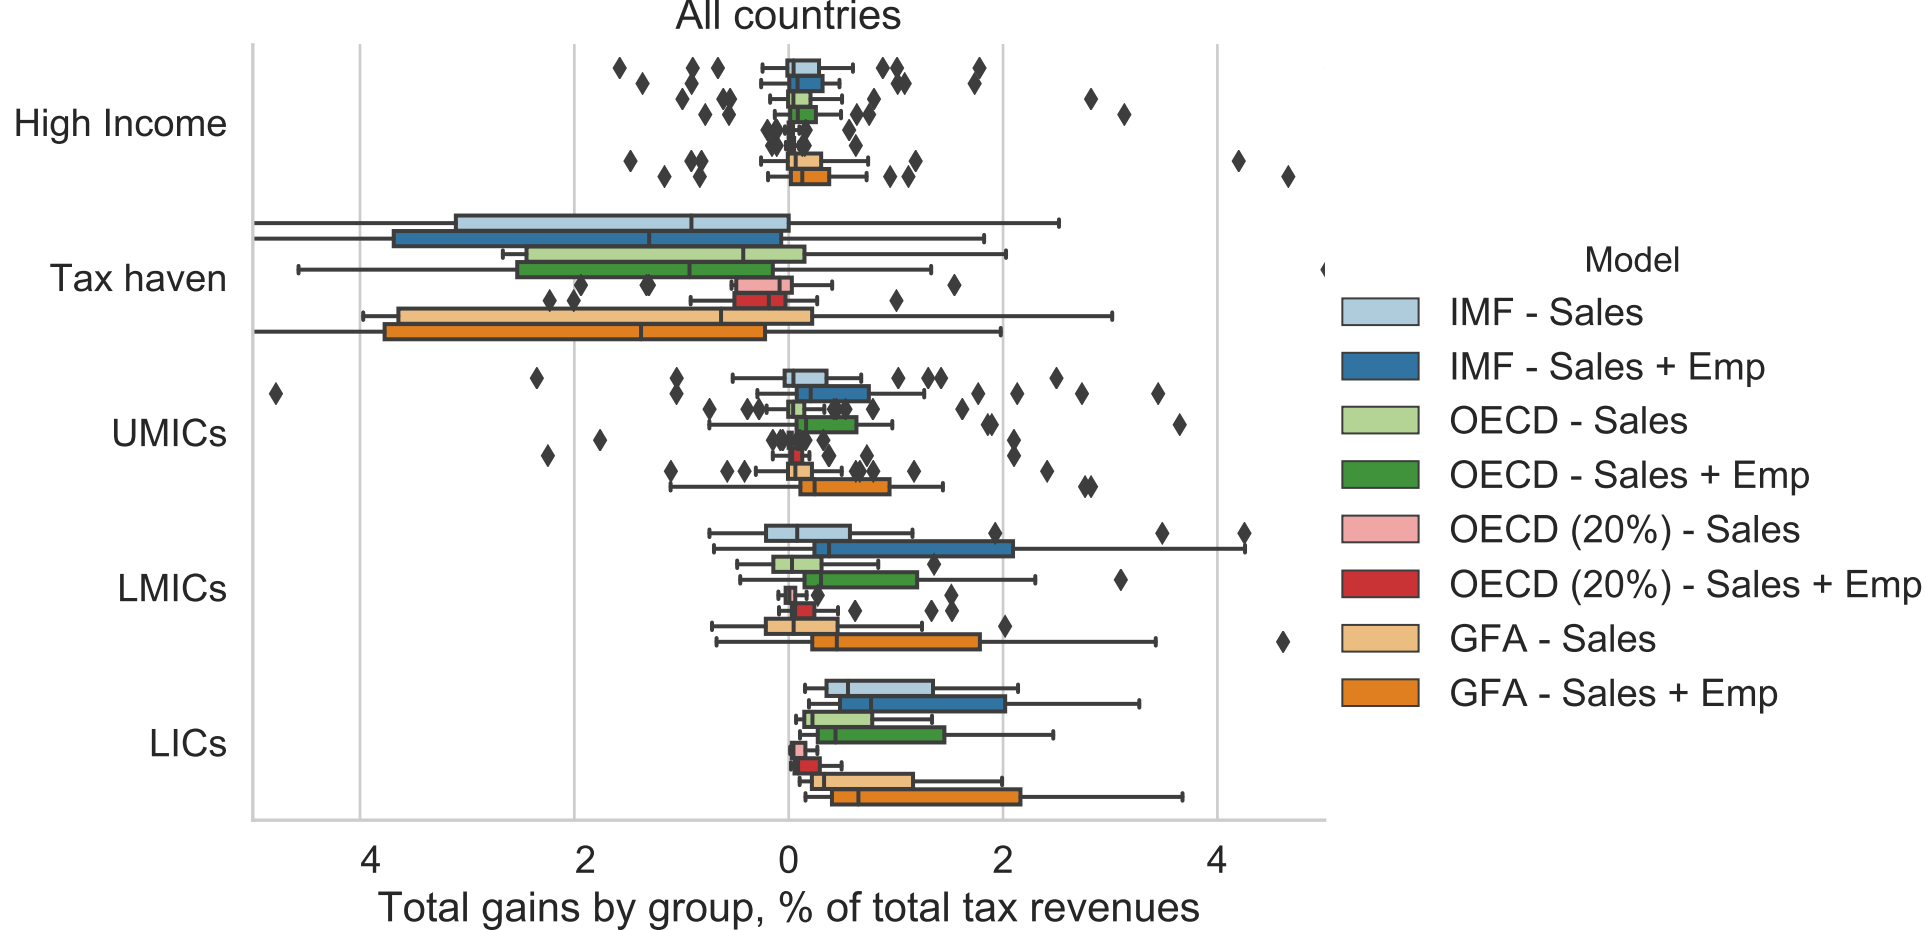 All countries
High Income
Tax haven
UMICs
LMICs
LICs
4 2 0 2 4
Total gains by group, % of total tax revenues
Model
IMF - Sales
IMF - Sales + Emp
OECD - Sales
OECD - Sales + Emp
OECD (20%) - Sales
OECD (20%) - Sales + Emp
GFA - Sales
GFA - Sales + Emp